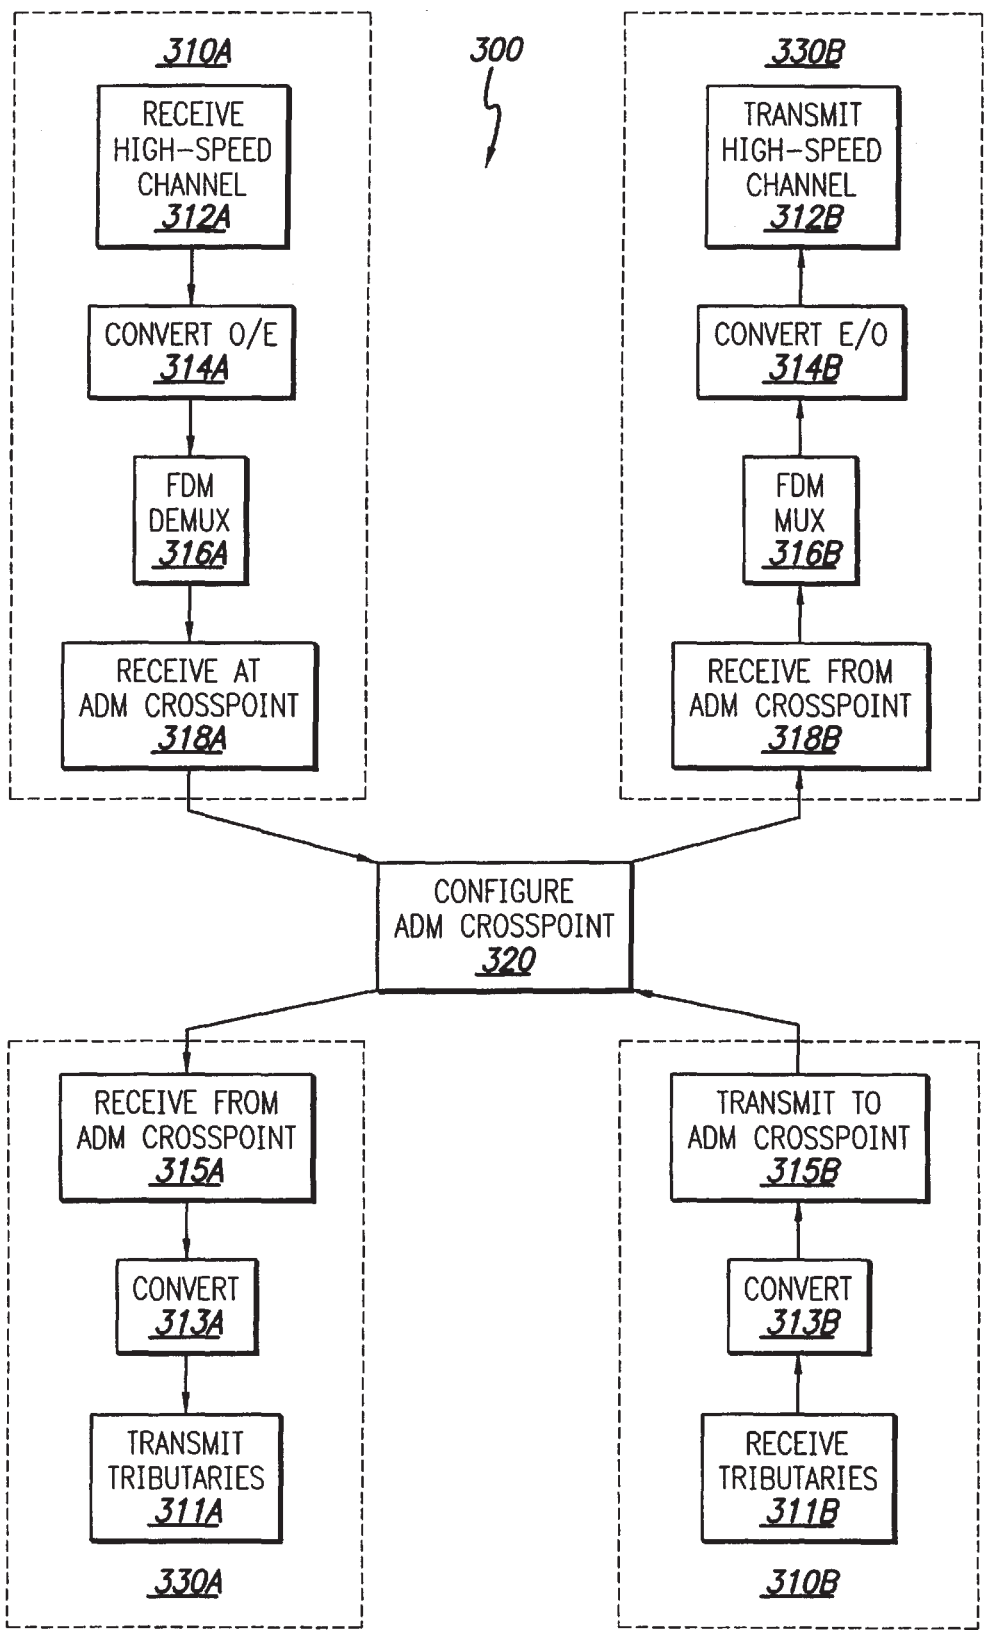 310A
RECEIVE
HIGH-SPEED
CHANNEL
312A
CONVERT O/E
314A
FDM
DEMUX
316A
RECEIVE AT
ADM CROSSPOINT
318A
300
330B
TRANSMIT
HIGH-SPEED
CHANNEL
312B
CONVERT E/O
314B
FDM
MUX
316B
RECEIVE FROM
ADM CROSSPOINT
318B
CONFIGURE
ADM CROSSPOINT
320
RECEIVE FROM
ADM CROSSPOINT
315A
CONVERT
313A
TRANSMIT
TRIBUTARIES
311A
330A
TRANSMIT TO
ADM CROSSPOINT
315B
CONVERT
313B
RECEIVE
TRIBUTARIES
311B
310B